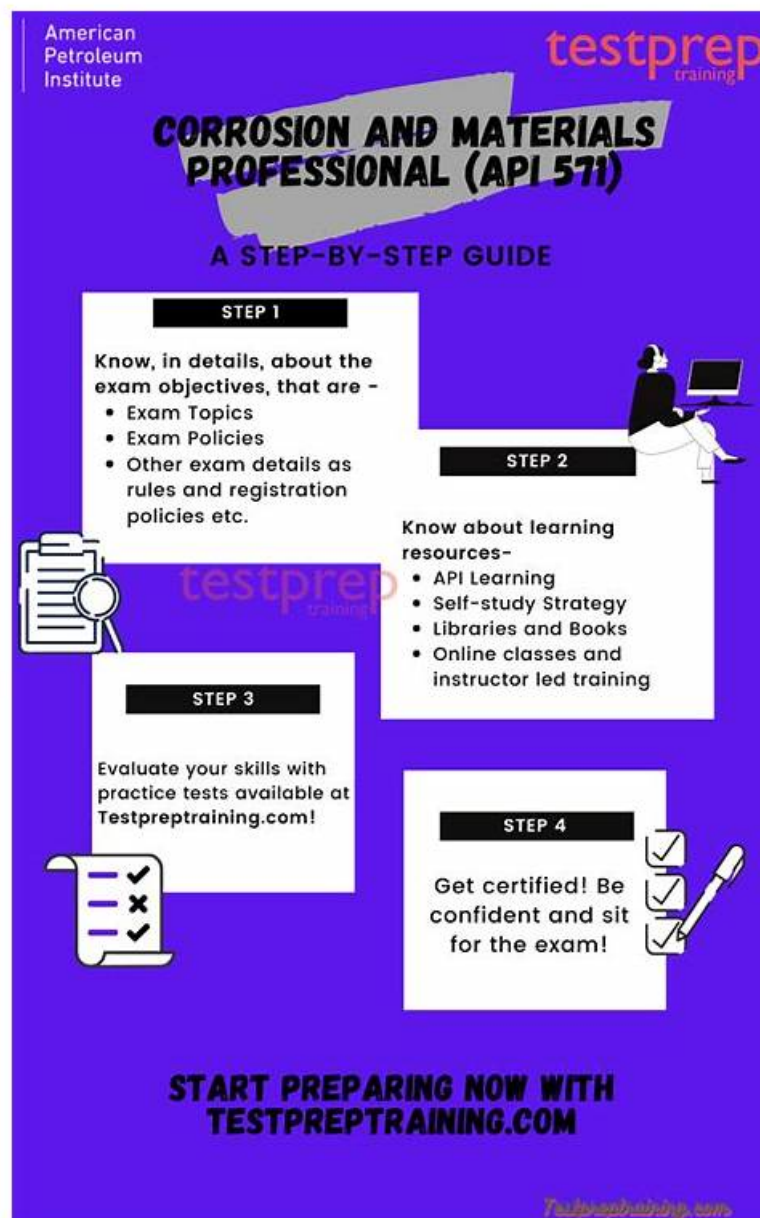 American
Petroleum
Institute
testprep
training
CORROSION AND MATERIALS
PROFESSIONAL (API 571)
A STEP-BY-STEP GUIDE
STEP 1
Know, in details, about the
exam objectives, that are -
• Exam Topics
• Exam Policies
• Other exam details as
rules and registration
policies etc.
STEP 2
Know about learning
resources-
• API Learning
• Self-study Strategy
• Libraries and Books
• Online classes and
instructor led training
testprep
training
STEP 3
Evaluate your skills with
practice tests available at
Testpreptraining.com!
STEP 4
Get certified! Be
confident and sit
for the exam!
START PREPARING NOW WITH
TESTPREPTRAINING.COM
Testpreptraining.com